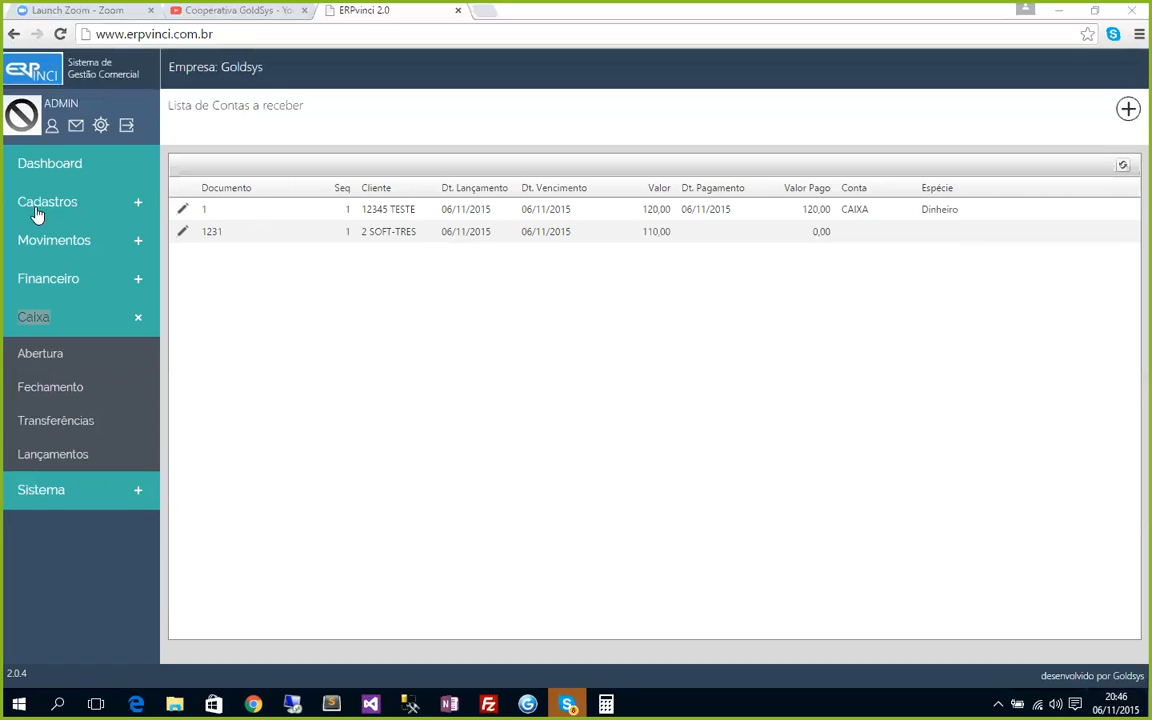 Launch Zoom - Zoom
Cooperativa GoldSys - Yo
ERPvinci 2.0
www.erpvinci.com.br
ERPVINCI
Sistema de
Gestão Comercial
Empresa: Goldsys
ADMIN
Lista de Contas a receber
Dashboard
Cadastros
Movimentos
Financeiro
Caixa
Abertura
Fechamento
Transferências
Lançamentos
Sistema
Documento Seq Cliente Dt. Lançamento Dt. Vencimento Valor Dt. Pagamento Valor Pago Conta Espécie
1 1 12345 TESTE 06/11/2015 06/11/2015 120,00 06/11/2015 120,00 CAIXA Dinheiro
1231 1 2 SOFT-TRES 06/11/2015 06/11/2015 110,00 0,00
2.0.4
desenvolvido por Goldsys
20:46
06/11/2015